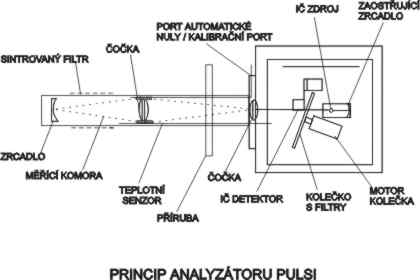 PORT AUTOMATICKÉ
NULY / KALIBRAČNÍ PORT
IČ ZDROJ
ZAOSTŘUJÍCÍ
ZRCADLO
SINTROVANÝ FILTR
ČOČKA
ZRCADLO
MĚŘÍCÍ KOMORA
TEPLOTNÍ
SENZOR
PŘÍRUBA
ČOČKA
IČ DETEKTOR
KOLEČKO
S FILTRY
MOTOR
KOLEČKA
PRINCIP ANALYZÁTORU PULSI